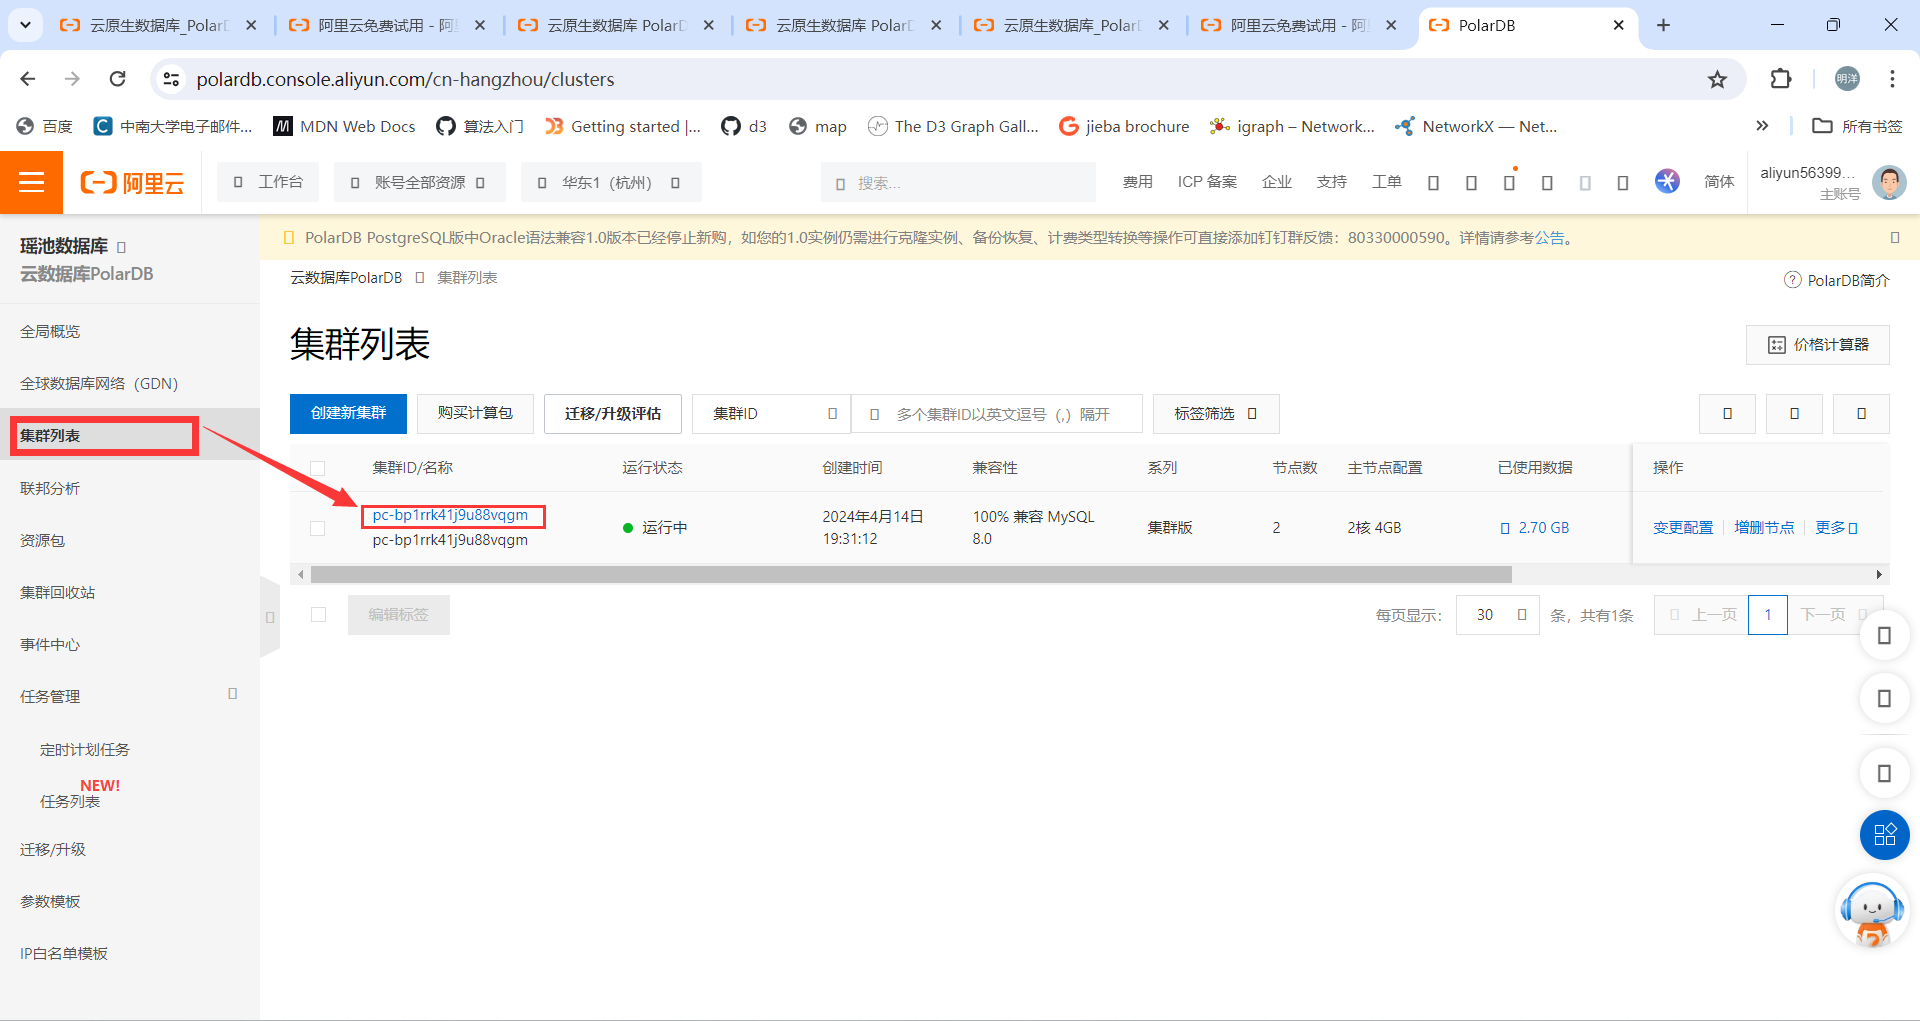 云原生数据库_Polar
阿里云免费试用 - 阿
云原生数据库 Polar
云原生数据库 Polar
云原生数据库_Polar
阿里云免费试用 - 阿
PolarDB
polardb.console.aliyun.com/cn-hangzhou/clusters
明洋
百度
中南大学电子邮件...
MDN Web Docs
算法入门
Getting started |...
d3
map
The D3 Graph Gall...
jieba brochure
igraph – Network...
NetworkX — Net...
所有书签
阿里云
工作台
账号全部资源
华东1（杭州）
搜索...
费用
ICP 备案
企业
支持
工单
简体
aliyun56399...
主账号
瑶池数据库
云数据库PolarDB
PolarDB PostgreSQL版中Oracle语法兼容1.0版本已经停止新购，如您的1.0实例仍需进行克隆实例、备份恢复、计费类型转换等操作可直接添加钉钉群反馈：80330000590。详情请参考公告。
云数据库PolarDB
集群列表
PolarDB简介
全局概览
全球数据库网络（GDN）
集群列表
联邦分析
资源包
集群回收站
事件中心
任务管理
定时计划任务
NEW!
任务列表
迁移/升级
参数模板
IP白名单模板
集群列表
价格计算器
创建新集群
购买计算包
迁移/升级评估
集群ID
多个集群ID以英文逗号（,）隔开
标签筛选
集群ID/名称
运行状态
创建时间
兼容性
系列
节点数
主节点配置
已使用数据
操作
pc-bp1rrk41j9u88vqgm
pc-bp1rrk41j9u88vqgm
运行中
2024年4月14日
19:31:12
100% 兼容 MySQL
8.0
集群版
2
2核 4GB
2.70 GB
变更配置
增删节点
更多
编辑标签
每页显示：
30
条，共有1条
上一页
1
下一页